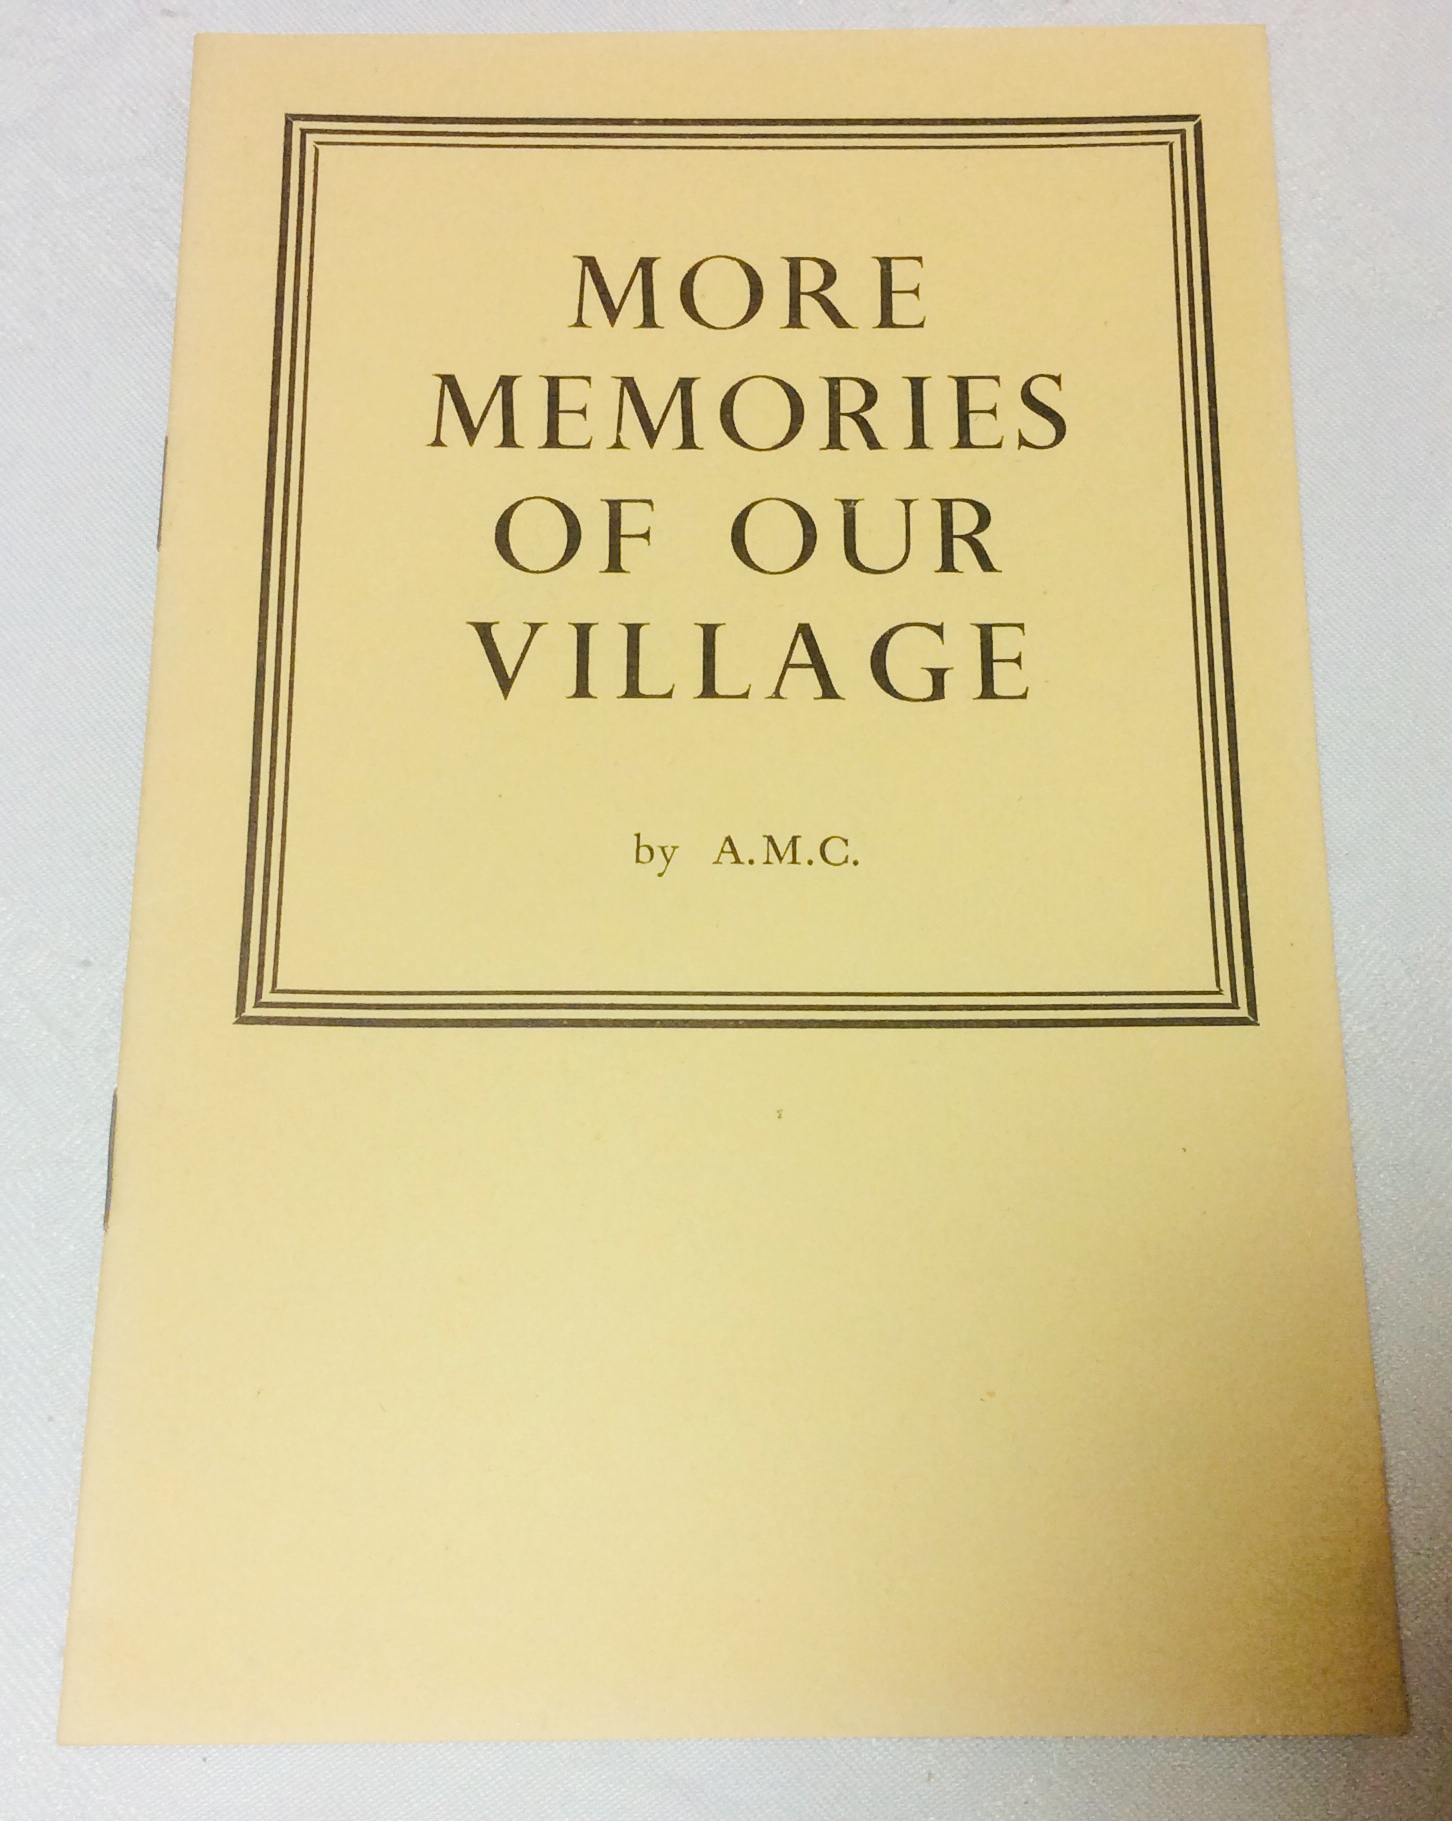 MORE
MEMORIES
OF OUR
VILLAGE
by A.M.C.